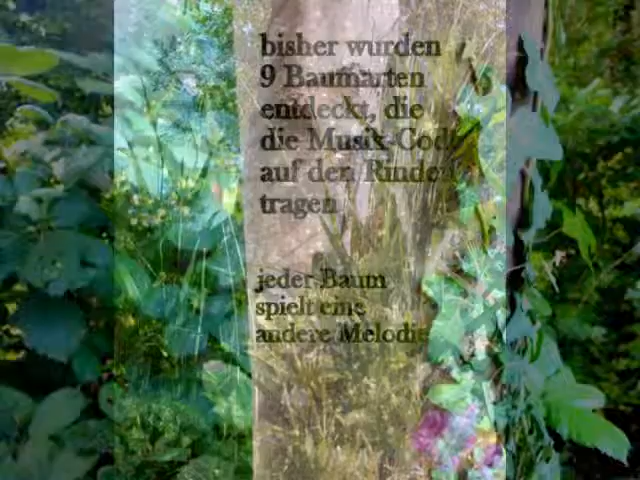 bisher wurden
9 Baumarten
entdeckt, die
die Musik-Code
auf den Rinden
tragen
jeder Baum
spielt eine
andere Melodie